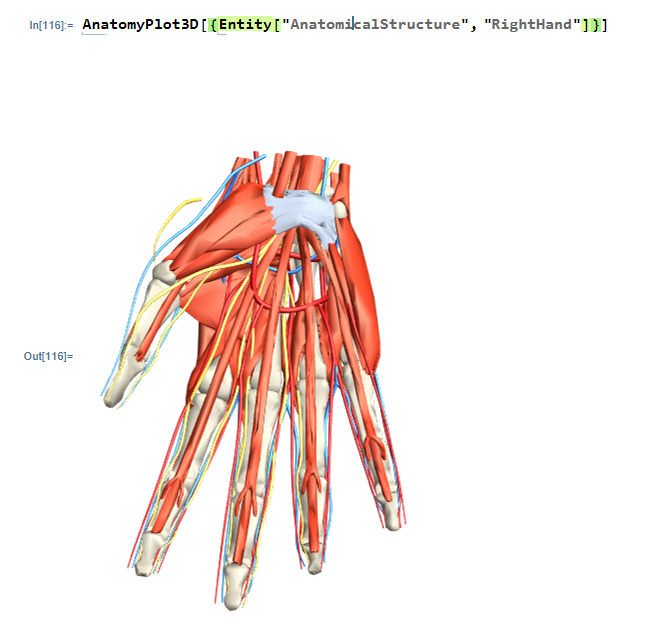 In[116]:= AnatomyPlot3D[{Entity["AnatomicalStructure", "RightHand"]}]
Out[116]=